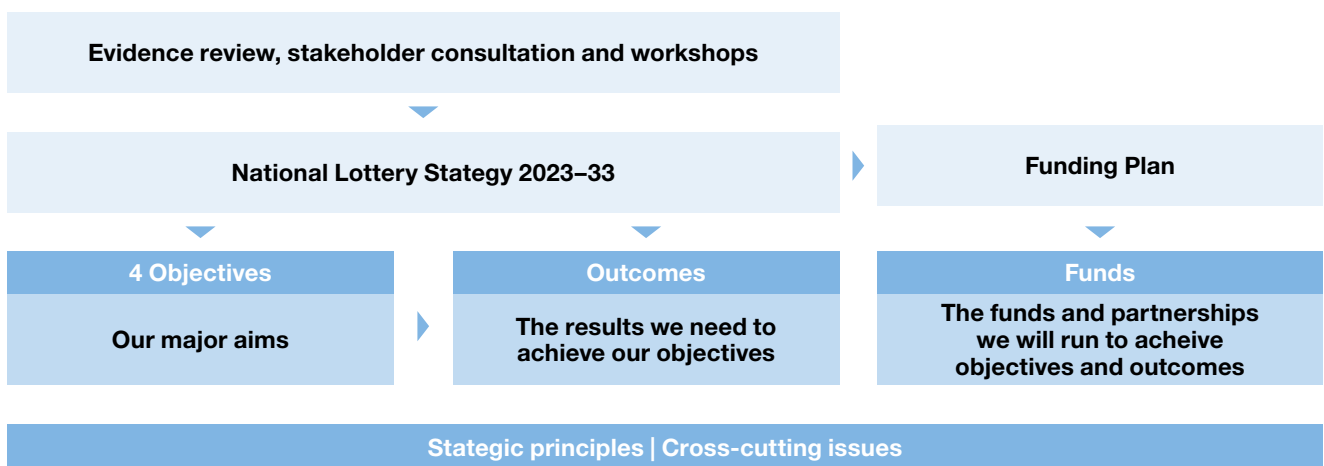 Evidence review, stakeholder consultation and workshops
National Lottery Stategy 2023–33
Funding Plan
4 Objectives
Our major aims
Outcomes
The results we need to
achieve our objectives
Funds
The funds and partnerships
we will run to acheive
objectives and outcomes
Stategic principles | Cross-cutting issues